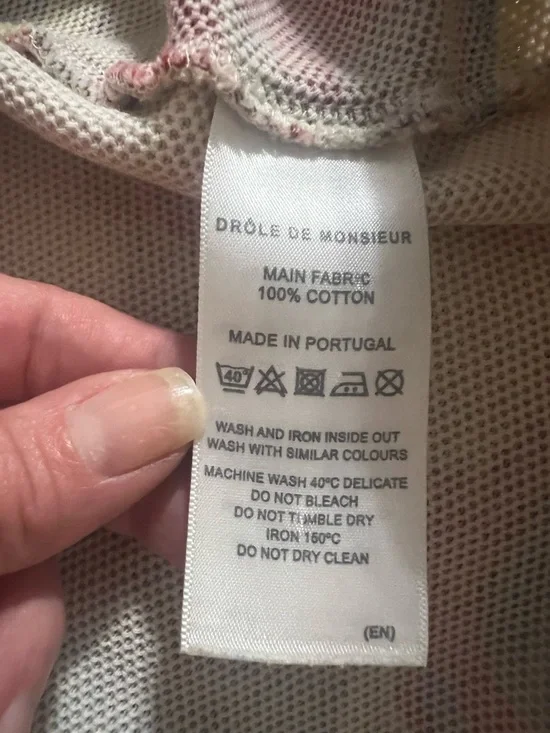 DRÔLE DE MONSIEUR
MAIN FABRIC
100% COTTON
MADE IN PORTUGAL
40°
WASH AND IRON INSIDE OUT
WASH WITH SIMILAR COLOURS
MACHINE WASH 40ºC DELICATE
DO NOT BLEACH
DO NOT TUMBLE DRY
IRON 150ºC
DO NOT DRY CLEAN
(EN)